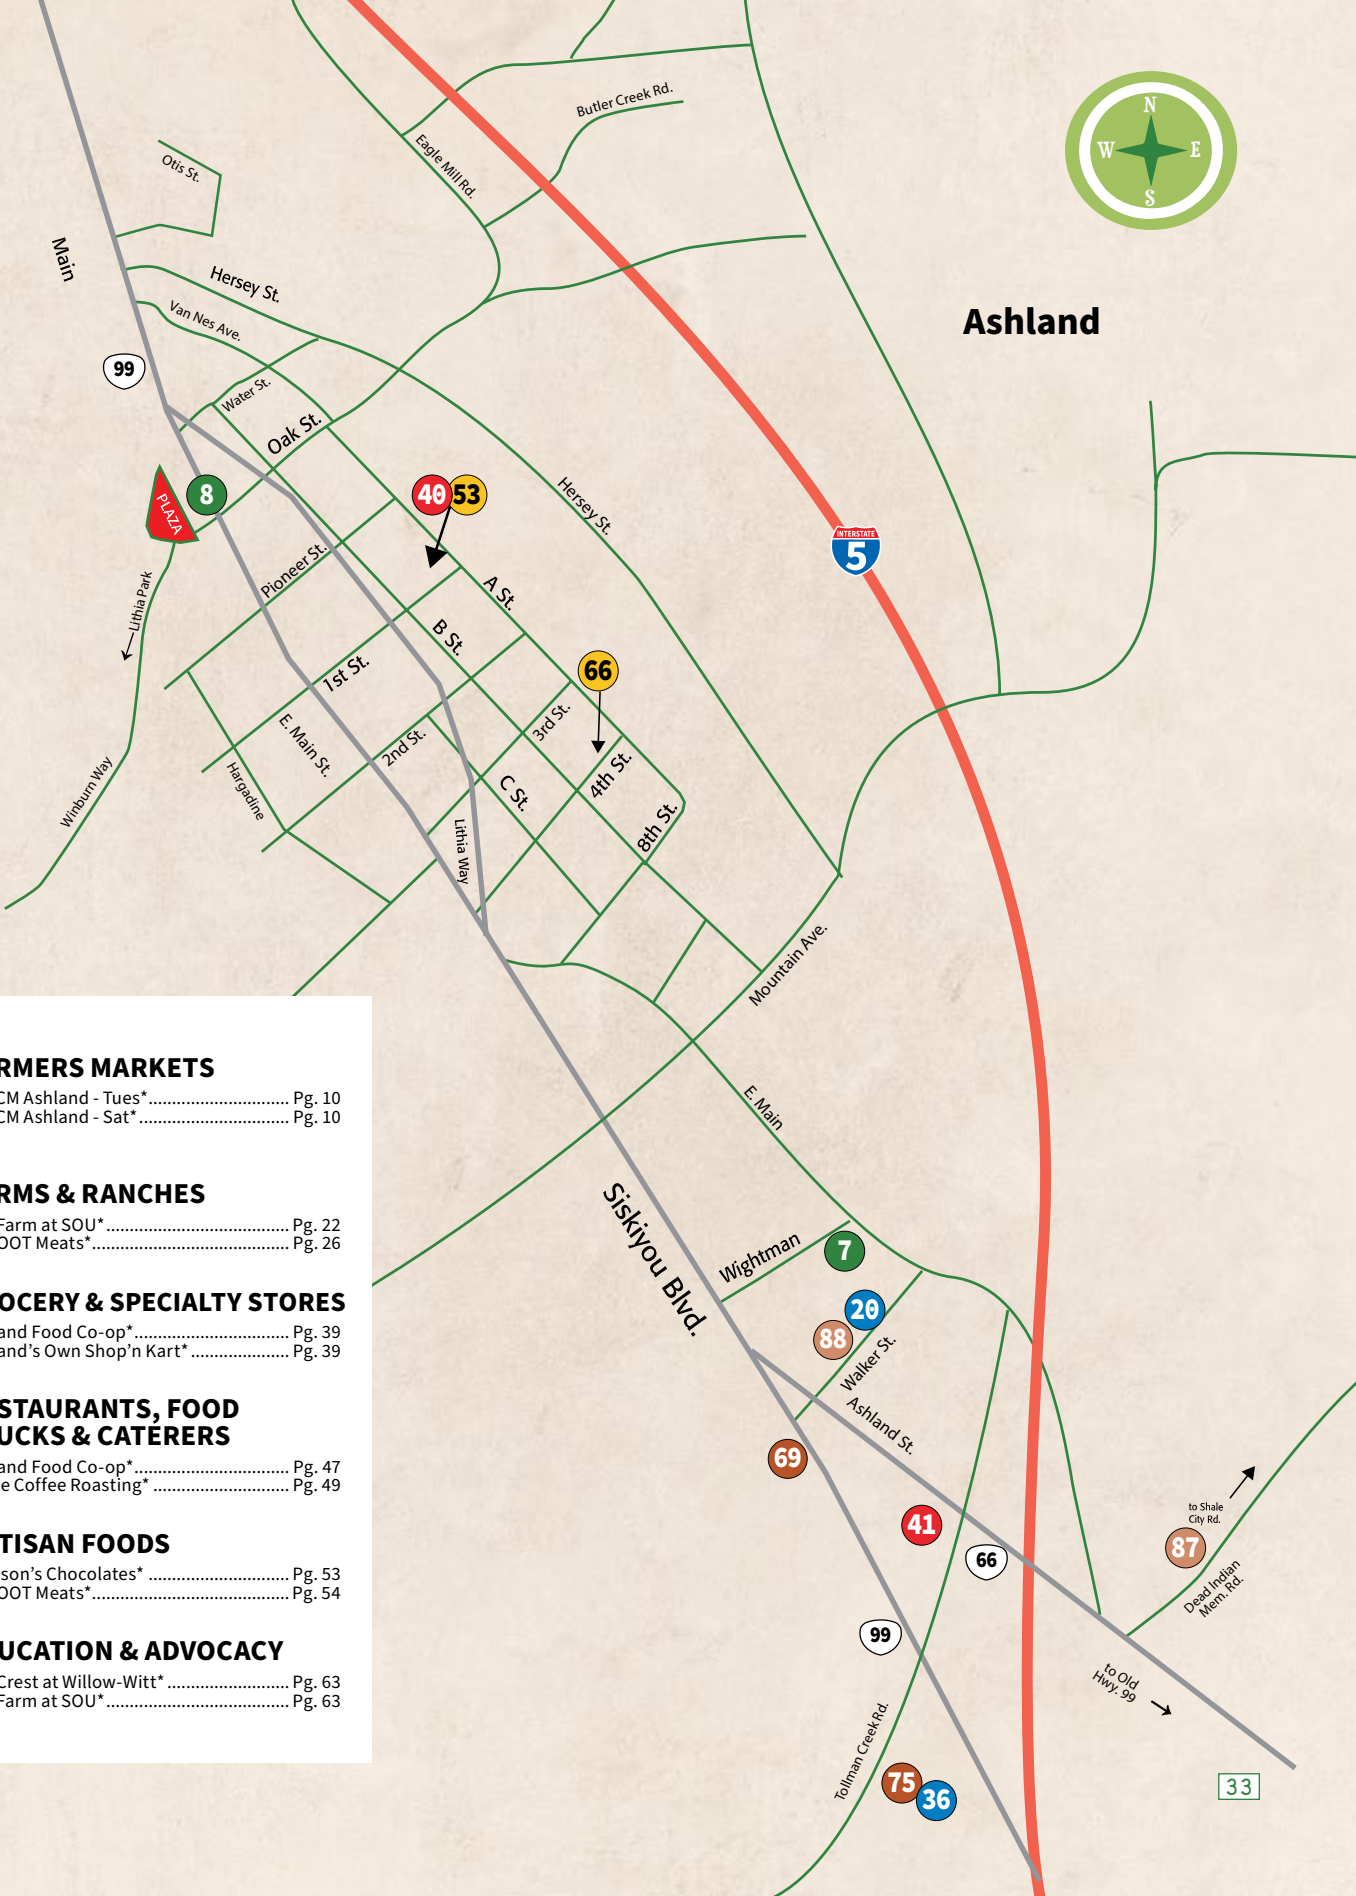 Butler Creek Rd.
N
W
E
S
Eagle Mill Rd.
Otis St.
Main
Hersey St.
Van Nes Ave.
Ashland
99
Water St.
Oak St.
8
40
53
PLAZA
Hersey St.
INTERSTATE
5
Pioneer St.
A St.
Lithia Park
B St.
66
1st St.
3rd St.
E. Main St.
2nd St.
4th St.
Hargadine
C St.
Winburn Way
8th St.
Lithia Way
Mountain Ave.
RMERS MARKETS
CM Ashland - Tues* Pg. 10
CM Ashland - Sat* Pg. 10
E. Main
RMS & RANCHES
Farm at SOU* Pg. 22
OOT Meats* Pg. 26
Siskiyou Blvd.
Wightman
7
OCERY & SPECIALTY STORES
and Food Co-op* Pg. 39
and's Own Shop'n Kart* Pg. 39
20
88
Walker St.
Ashland St.
STAURANTS, FOOD
UCKS & CATERERS
and Food Co-op* Pg. 47
e Coffee Roasting* Pg. 49
69
to Shale
City Rd.
41
66
87
TISAN FOODS
son's Chocolates* Pg. 53
OOT Meats* Pg. 54
Dead Indian
Mem. Rd.
99
UCATION & ADVOCACY
Crest at Willow-Witt* Pg. 63
Farm at SOU* Pg. 63
to Old
Hwy. 99
Tollman Creek Rd.
75
36
33